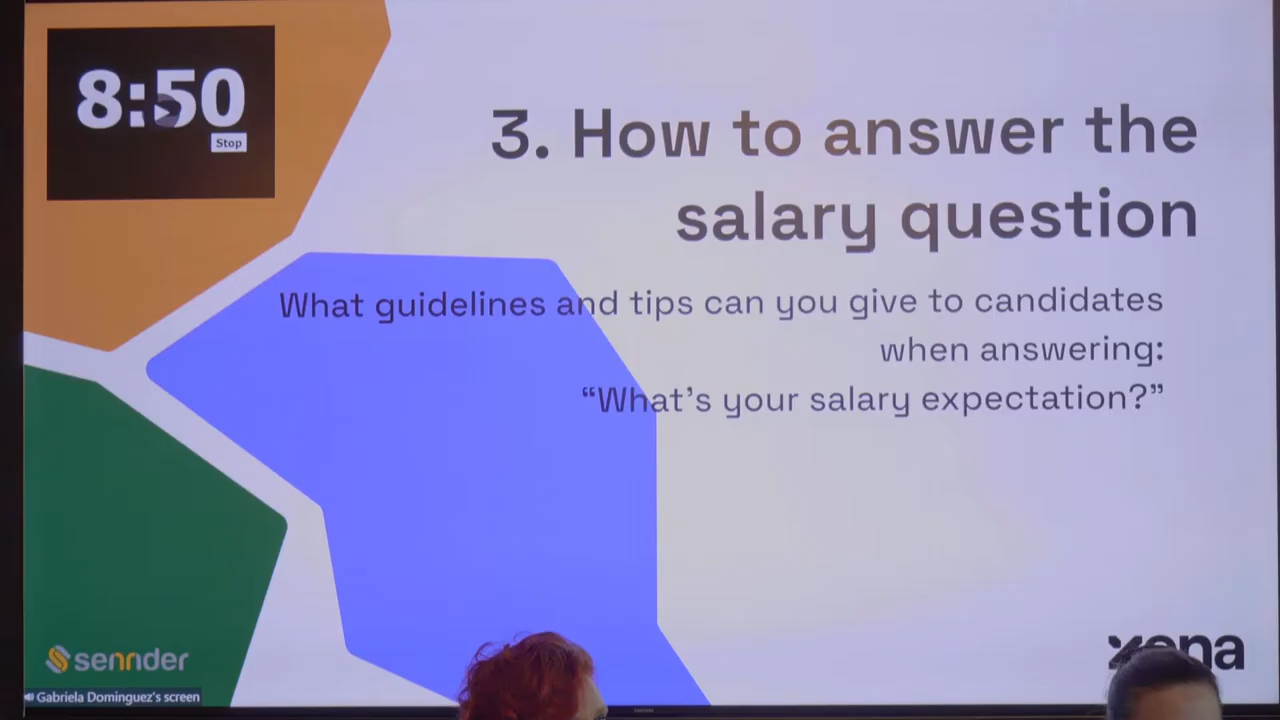 8:50
Stop
3. How to answer the
salary question
What guidelines and tips can you give to candidates
when answering:
“What’s your salary expectation?”
sennder
xena
Gabriela Dominguez's screen